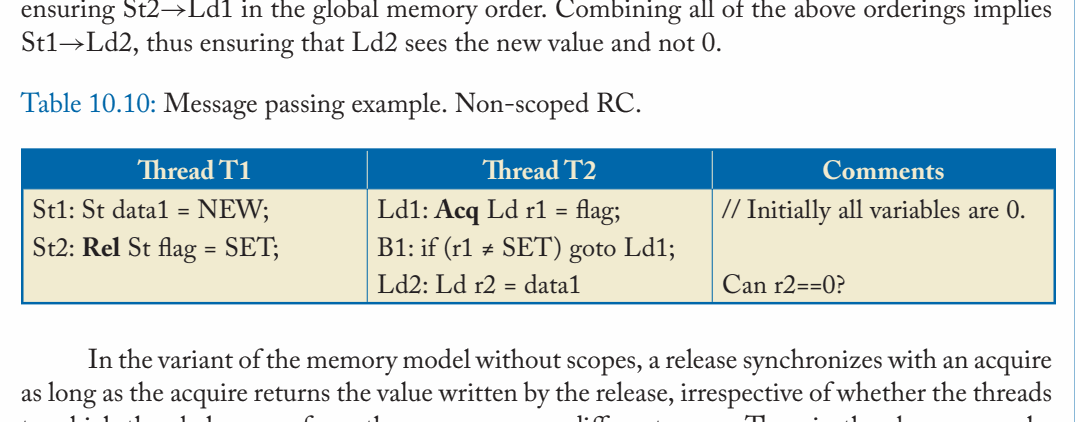 ensuring St2→Ld1 in the global memory order. Combining all of the above orderings implies
St1→Ld2, thus ensuring that Ld2 sees the new value and not 0.
Table 10.10: Message passing example. Non-scoped RC.
Thread T1 Thread T2 Comments
St1: St data1 = NEW; Ld1: Acq Ld r1 = flag; // Initially all variables are 0.
St2: Rel St flag = SET; B1: if (r1 ≠ SET) goto Ld1;
Ld2: Ld r2 = data1 Can r2==0?
In the variant of the memory model without scopes, a release synchronizes with an acquire
as long as the acquire returns the value written by the release, irrespective of whether the threads